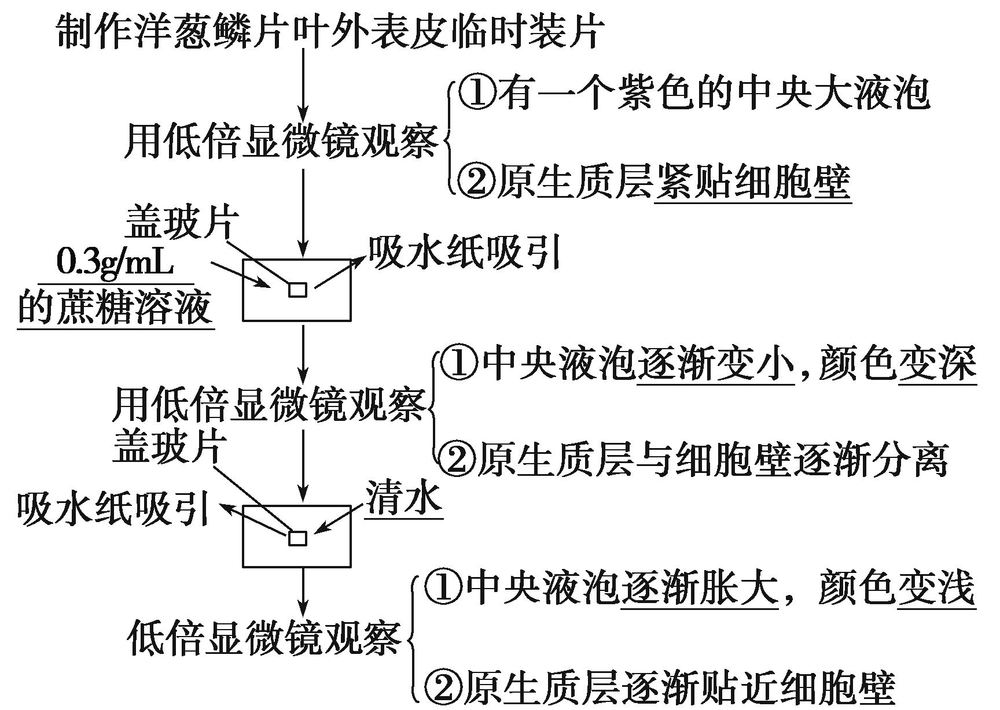 制作洋葱鳞片叶外表皮临时装片
①有一个紫色的中央大液泡
用低倍显微镜观察
②原生质层紧贴细胞壁
盖玻片
0.3g/mL
的蔗糖溶液
吸水纸吸引
①中央液泡逐渐变小,颜色变深
用低倍显微镜观察
②原生质层与细胞壁逐渐分离
盖玻片
吸水纸吸引
清水
①中央液泡逐渐胀大，颜色变浅
低倍显微镜观察
②原生质层逐渐贴近细胞壁